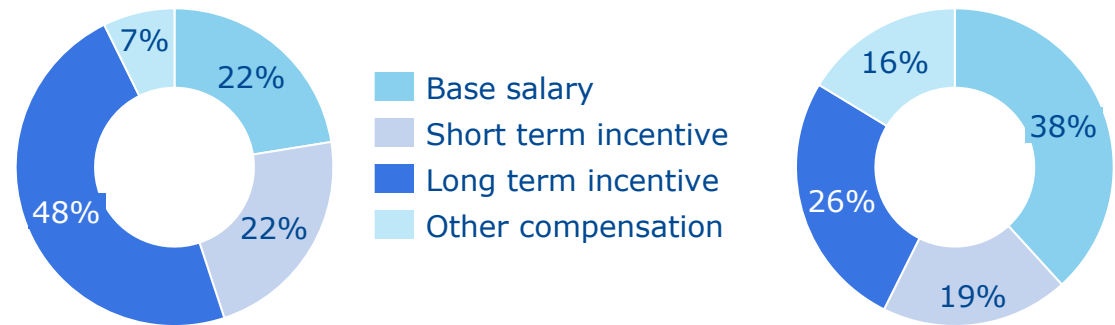 7%
22%
48%
22%
Base salary
Short term incentive
Long term incentive
Other compensation
16%
38%
26%
19%